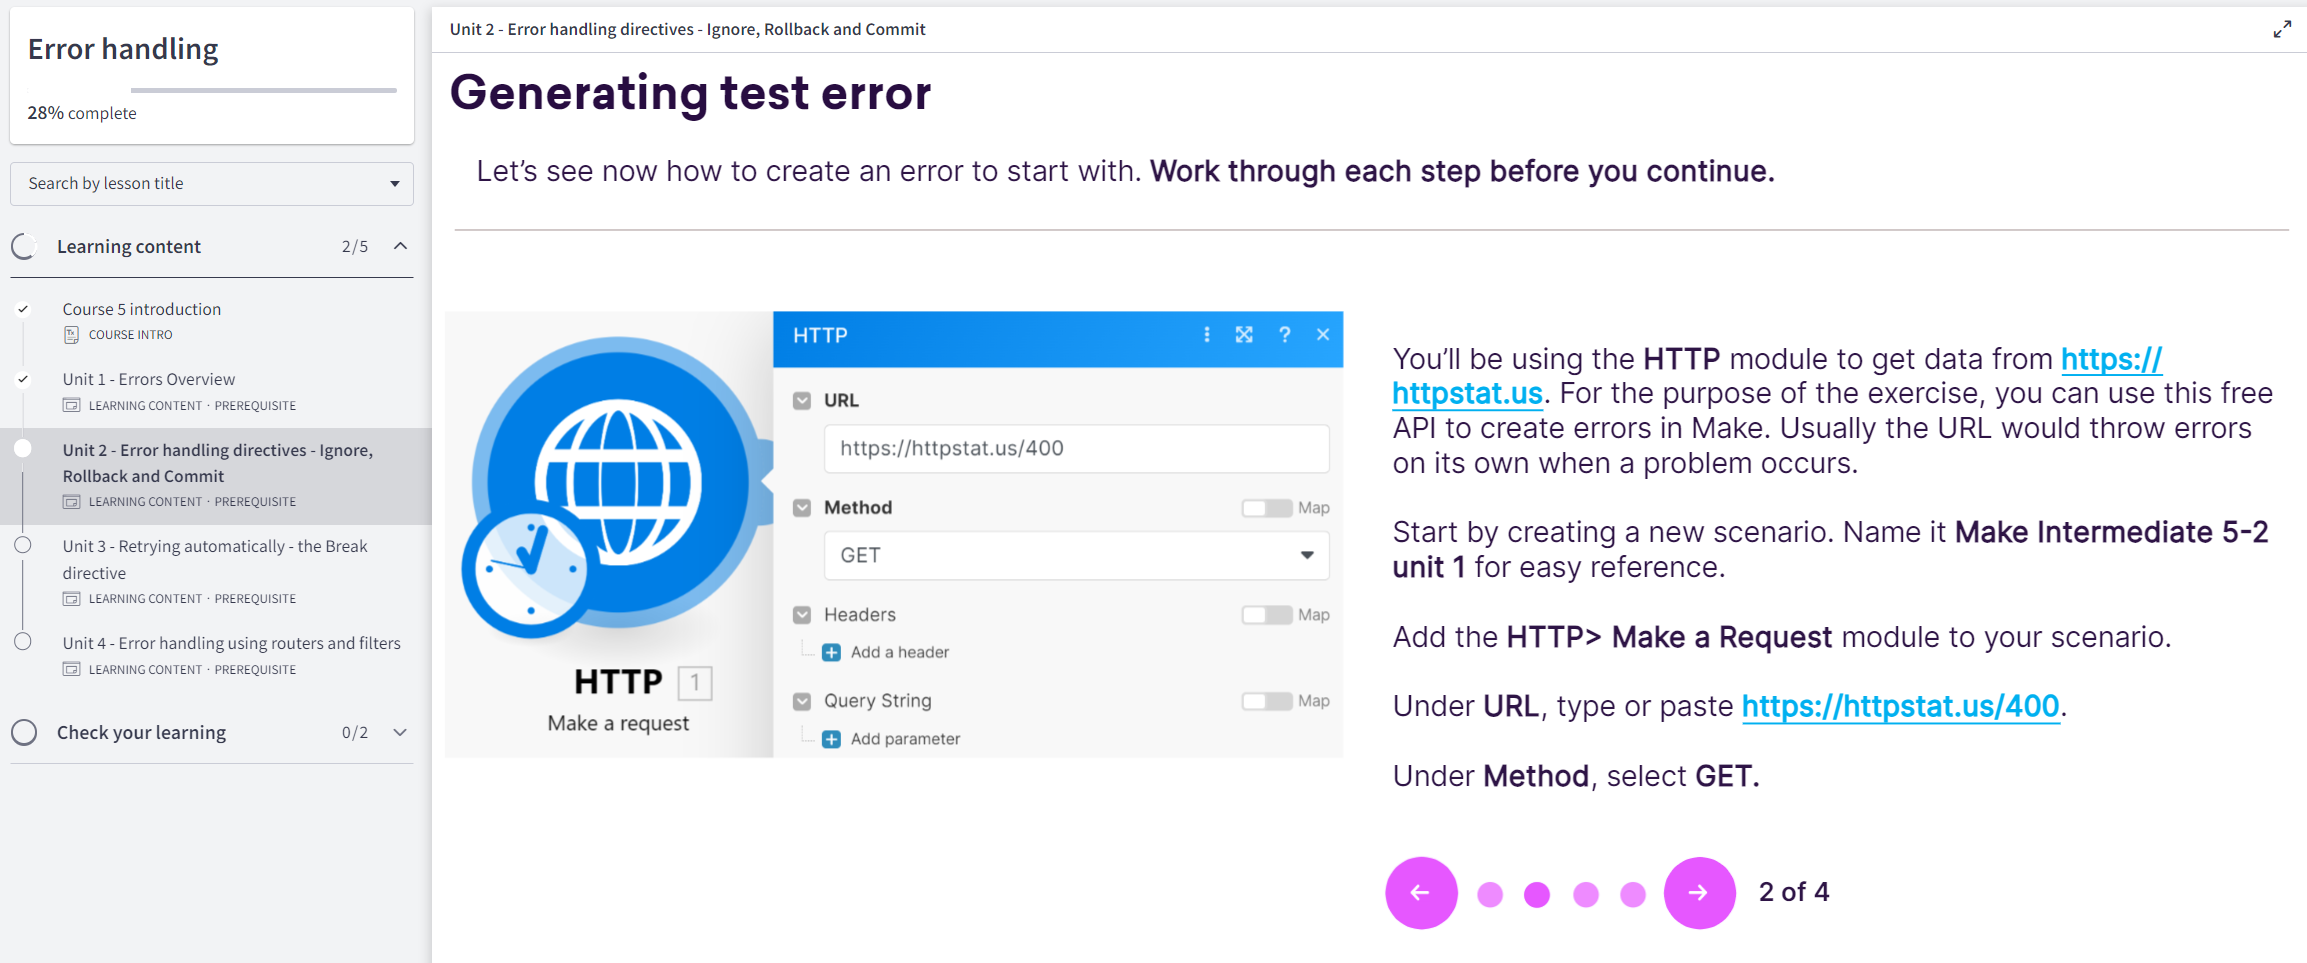 Error handling
28% complete
Search by lesson title
Learning content 2/5
Course 5 introduction
COURSE INTRO
Unit 1 - Errors Overview
LEARNING CONTENT · PREREQUISITE
Unit 2 - Error handling directives - Ignore,
Rollback and Commit
LEARNING CONTENT · PREREQUISITE
Unit 3 - Retrying automatically - the Break
directive
LEARNING CONTENT · PREREQUISITE
Unit 4 - Error handling using routers and filters
LEARNING CONTENT · PREREQUISITE
Check your learning 0/2
Unit 2 - Error handling directives - Ignore, Rollback and Commit
Generating test error
Let's see now how to create an error to start with. Work through each step before you continue.
HTTP 1
Make a request
HTTP
URL
https://httpstat.us/400
Method Map
GET
Headers Map
Add a header
Query String Map
Add parameter
You'll be using the HTTP module to get data from https://
httpstat.us. For the purpose of the exercise, you can use this free
API to create errors in Make. Usually the URL would throw errors
on its own when a problem occurs.
Start by creating a new scenario. Name it Make Intermediate 5-2
unit 1 for easy reference.
Add the HTTP> Make a Request module to your scenario.
Under URL, type or paste https://httpstat.us/400.
Under Method, select GET.
2 of 4